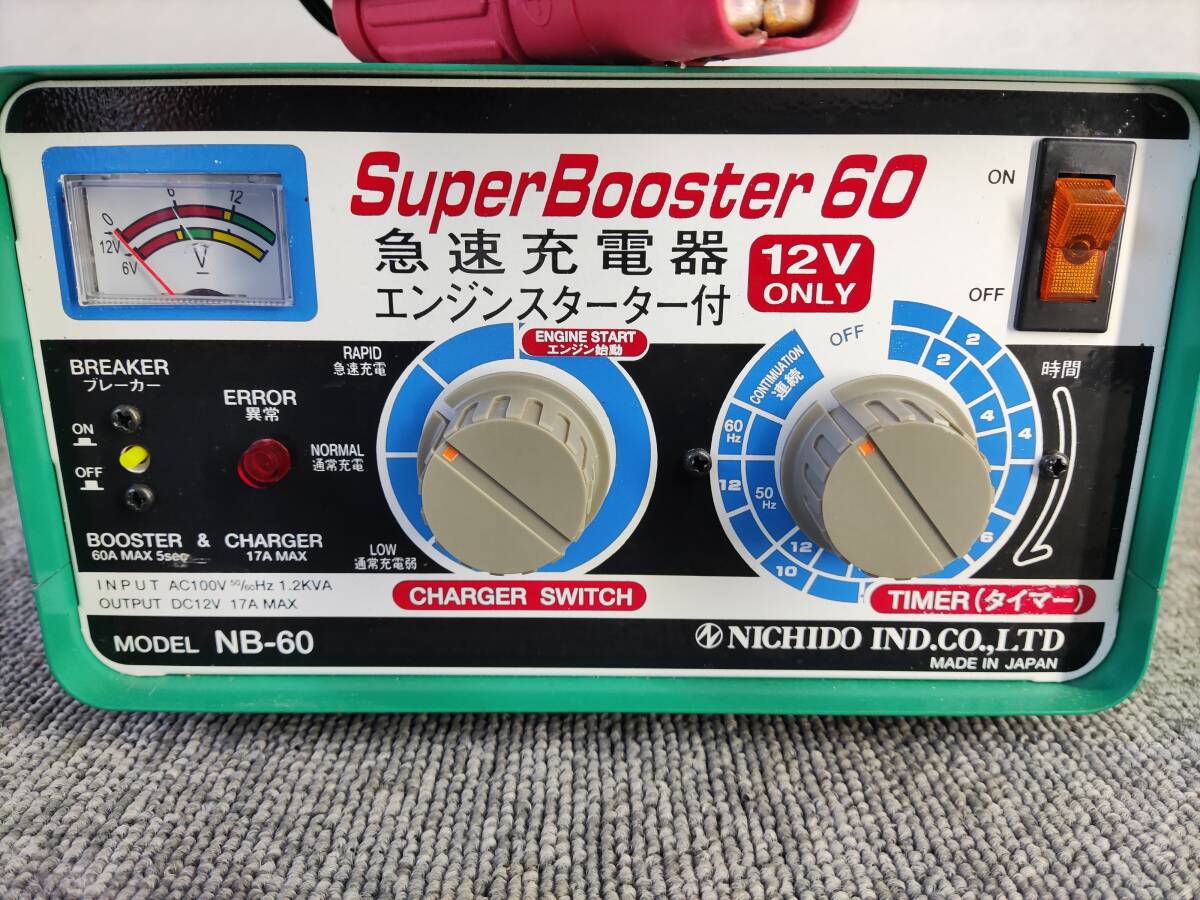 SuperBooster 60
急速充電器
エンジンスターター付
12V
ONLY
0 6 12
12V
6V
V
ON
OFF
BREAKER
ブレーカー
ON
OFF
ERROR
異常
RAPID
急速充電
NORMAL
通常充電
LOW
通常充電弱
ENGINE START
エンジン始動
CHARGER SWITCH
OFF
CONTINUATION
連続
60
Hz
50
Hz
2
2
4
4
6
10
12
12
時間
TIMER(タイマー)
BOOSTER & CHARGER
60A MAX 5sec 17A MAX
INPUT AC100V 50/60Hz 1.2KVA
OUTPUT DC12V 17A MAX
MODEL NB-60
NICHIDO IND.CO.,LTD
MADE IN JAPAN